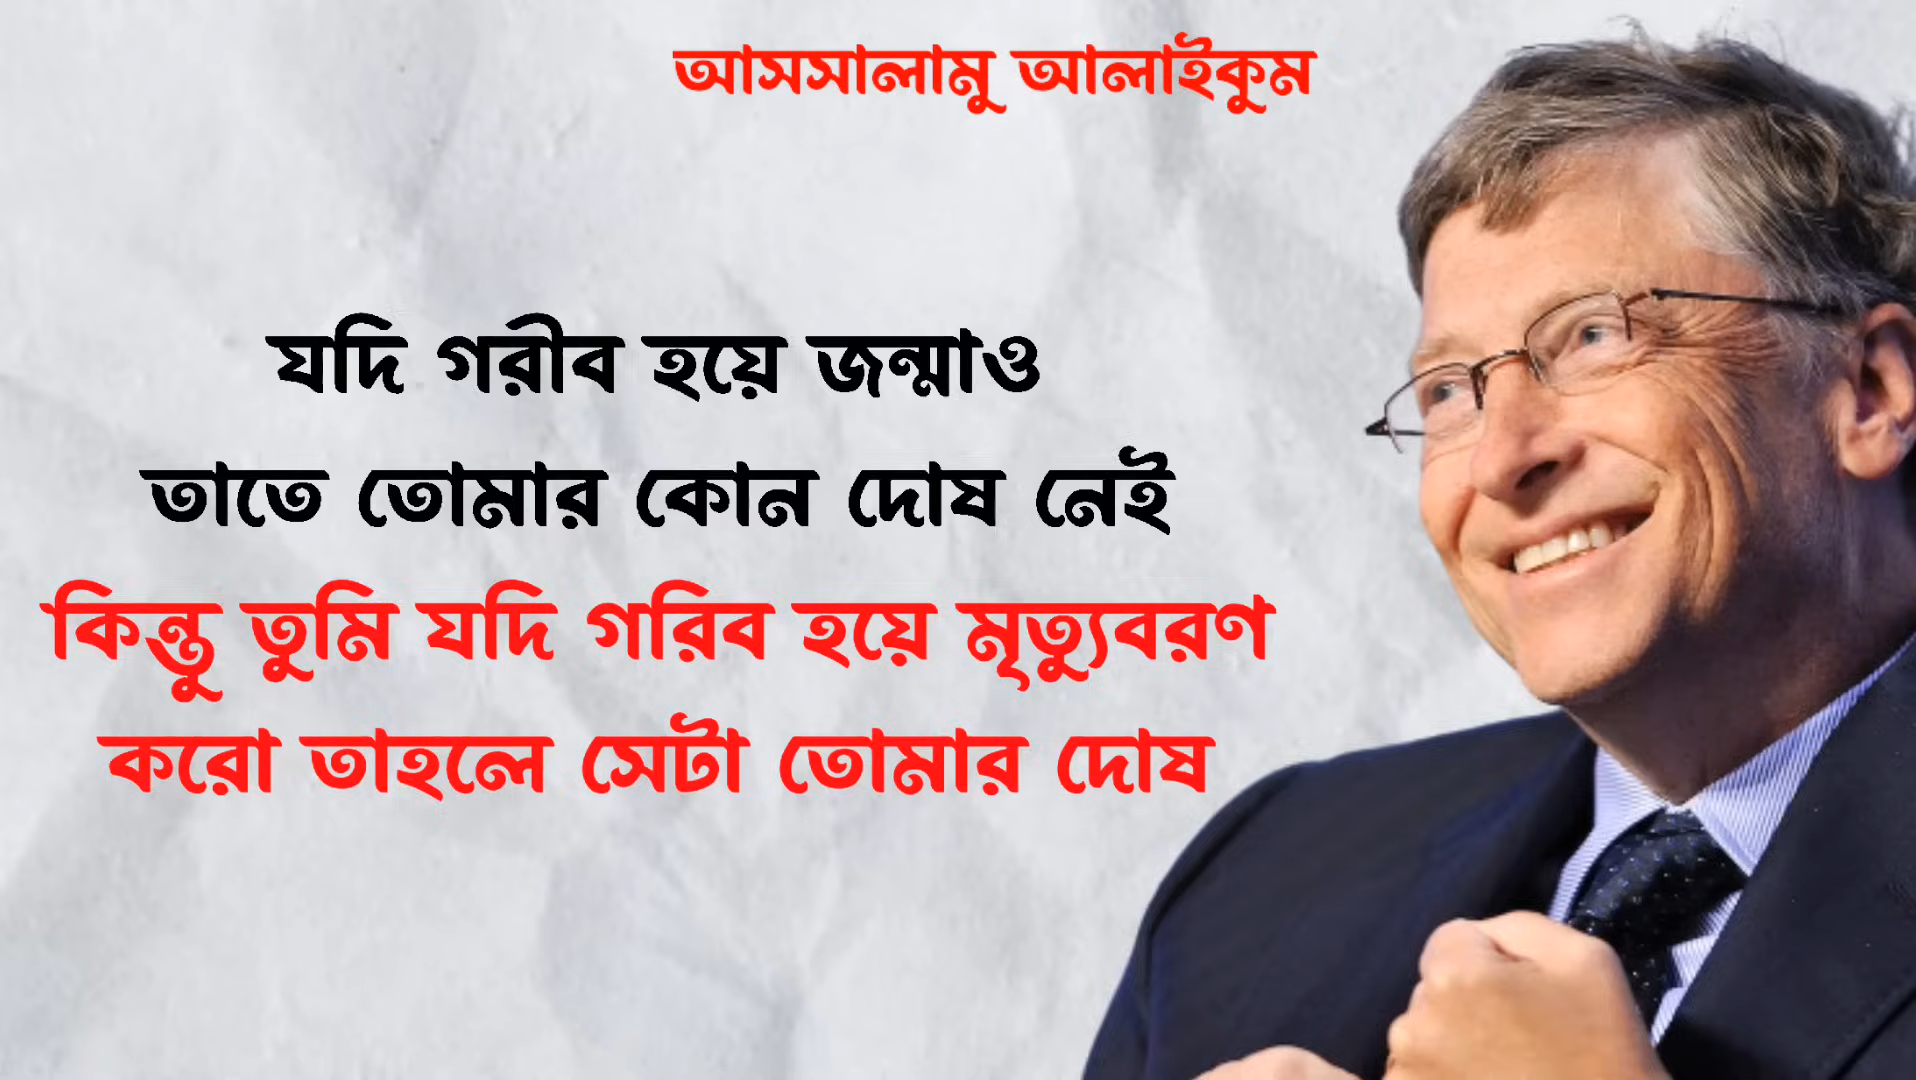 আসসালামু আলাইকুম
যদি গরীব হয়ে জন্মাও
তাতে তোমার কোন দোষ নেই
কিন্তু তুমি যদি গরিব হয়ে মৃত্যুবরণ
করো তাহলে সেটা তোমার দোষ